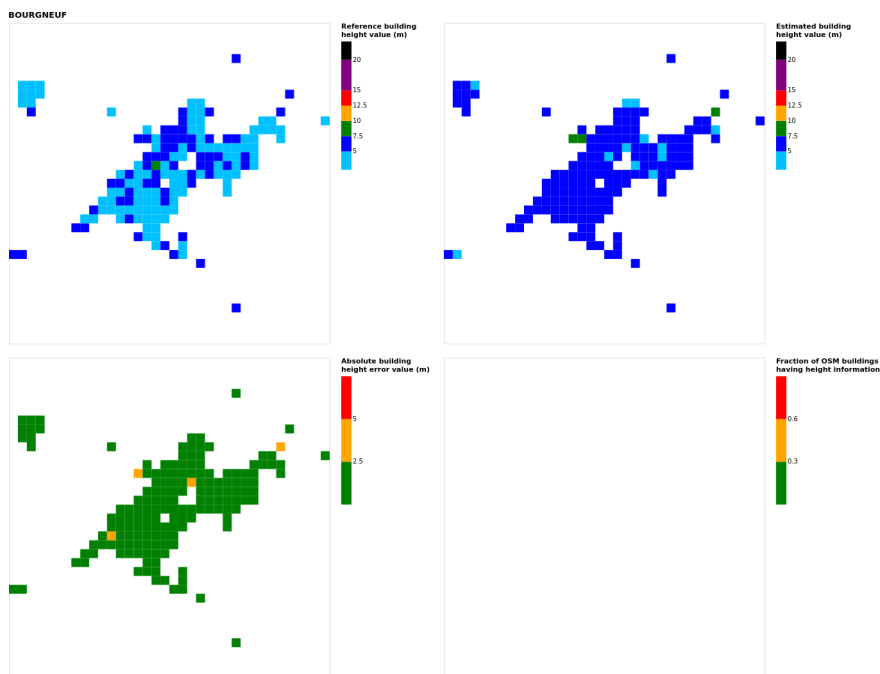 BOURGNEUF
Reference building
height value (m)
20
15
12.5
10
7.5
5
Estimated building
height value (m)
20
15
12.5
10
7.5
5
Absolute building
height error value (m)
5
2.5
Fraction of OSM buildings
having height information
0.6
0.3